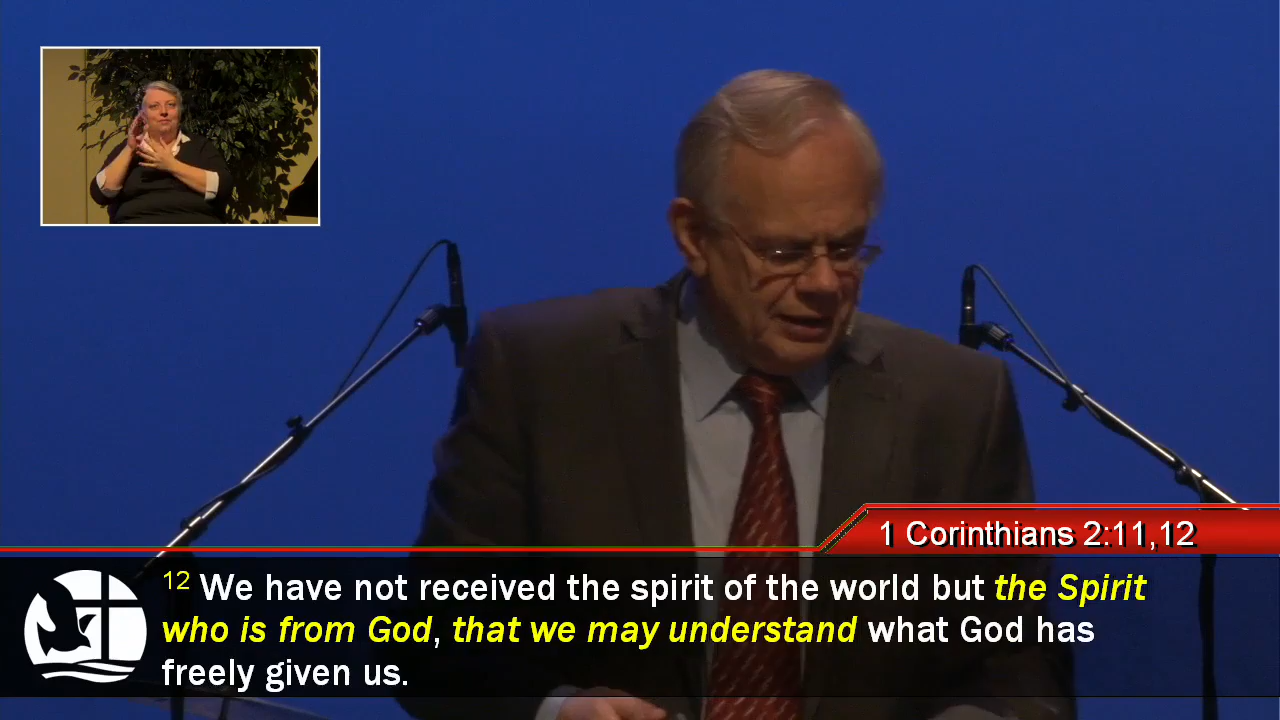 1 Corinthians 2:11,12
12 We have not received the spirit of the world but the Spirit
who is from God, that we may understand what God has
freely given us.